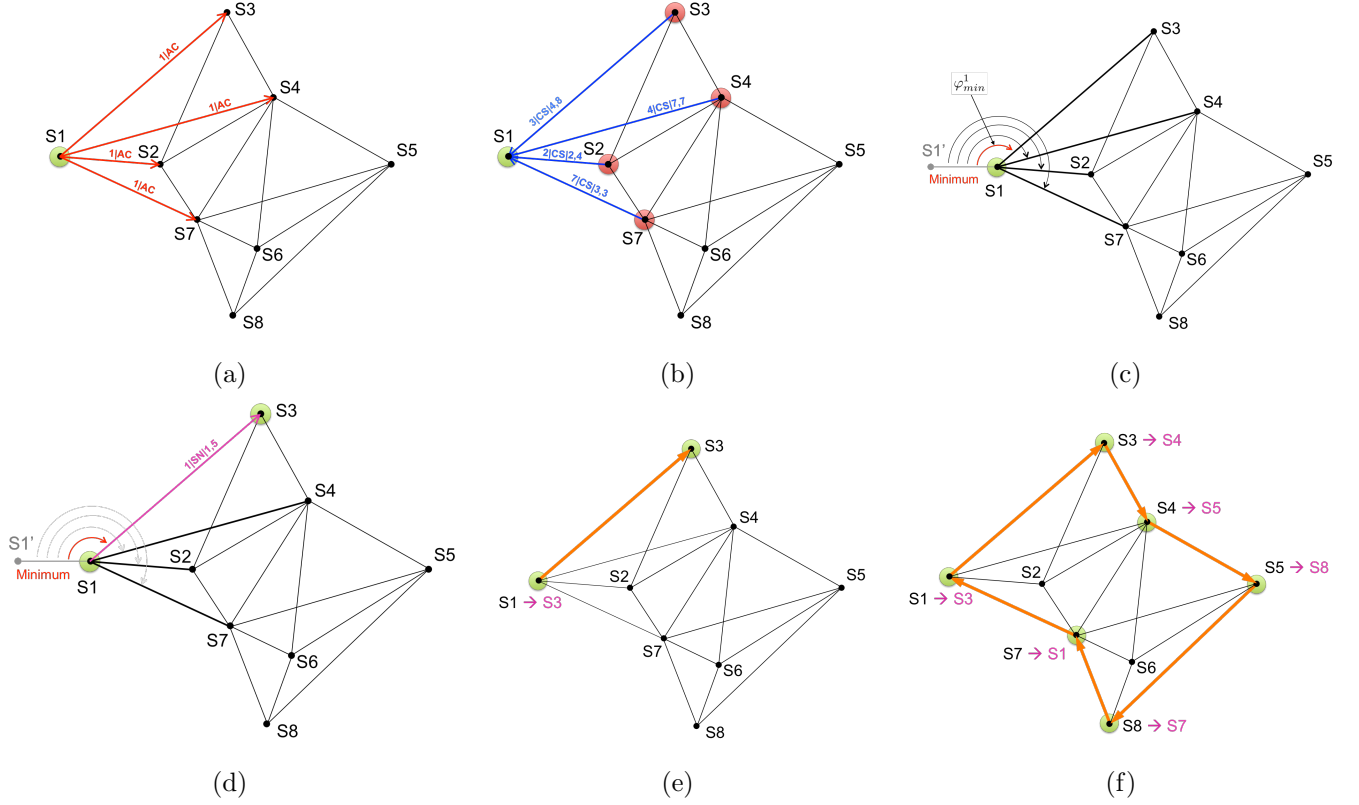 S3
1|AC
S4
1|AC
S1
1|AC
S2
S5
1|AC
S7
S6
S8
(a)
S3
S4
3|CS|4,8
4|CS|7,7
S1
S2
2|CS|2,4
S5
7|CS|3,3
S7
S6
S8
(b)
S3
φ¹min
S4
S1'
Minimum
S1
S2
S5
S7
S6
S8
(c)
S3
1|SN|1,5
S4
S1'
Minimum
S1
S2
S5
S7
S6
S8
(d)
S3
S4
S2
S5
S1 → S3
S7
S6
S8
(e)
S3 → S4
S4 → S5
S2
S5 → S8
S1 → S3
S7 → S1
S6
S8 → S7
(f)